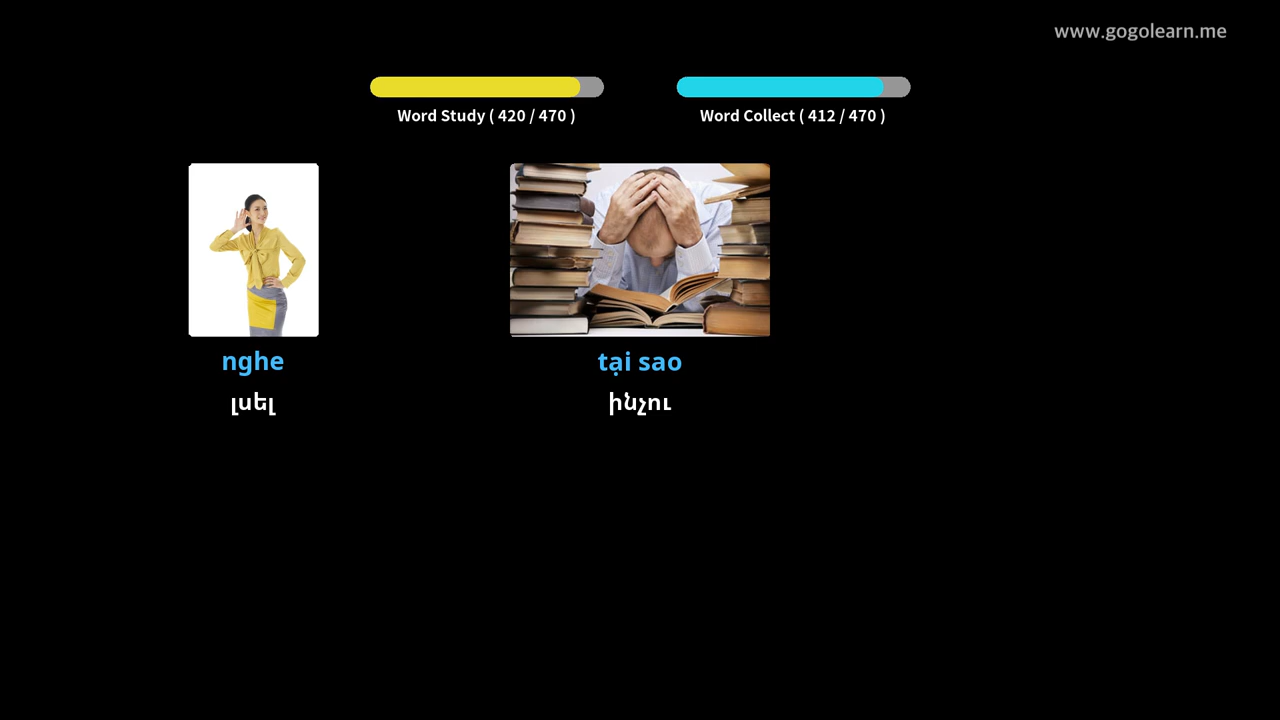 www.gogolearn.me
Word Study ( 420 / 470 )
Word Collect ( 412 / 470 )
nghe
լսել
tại sao
ինչու